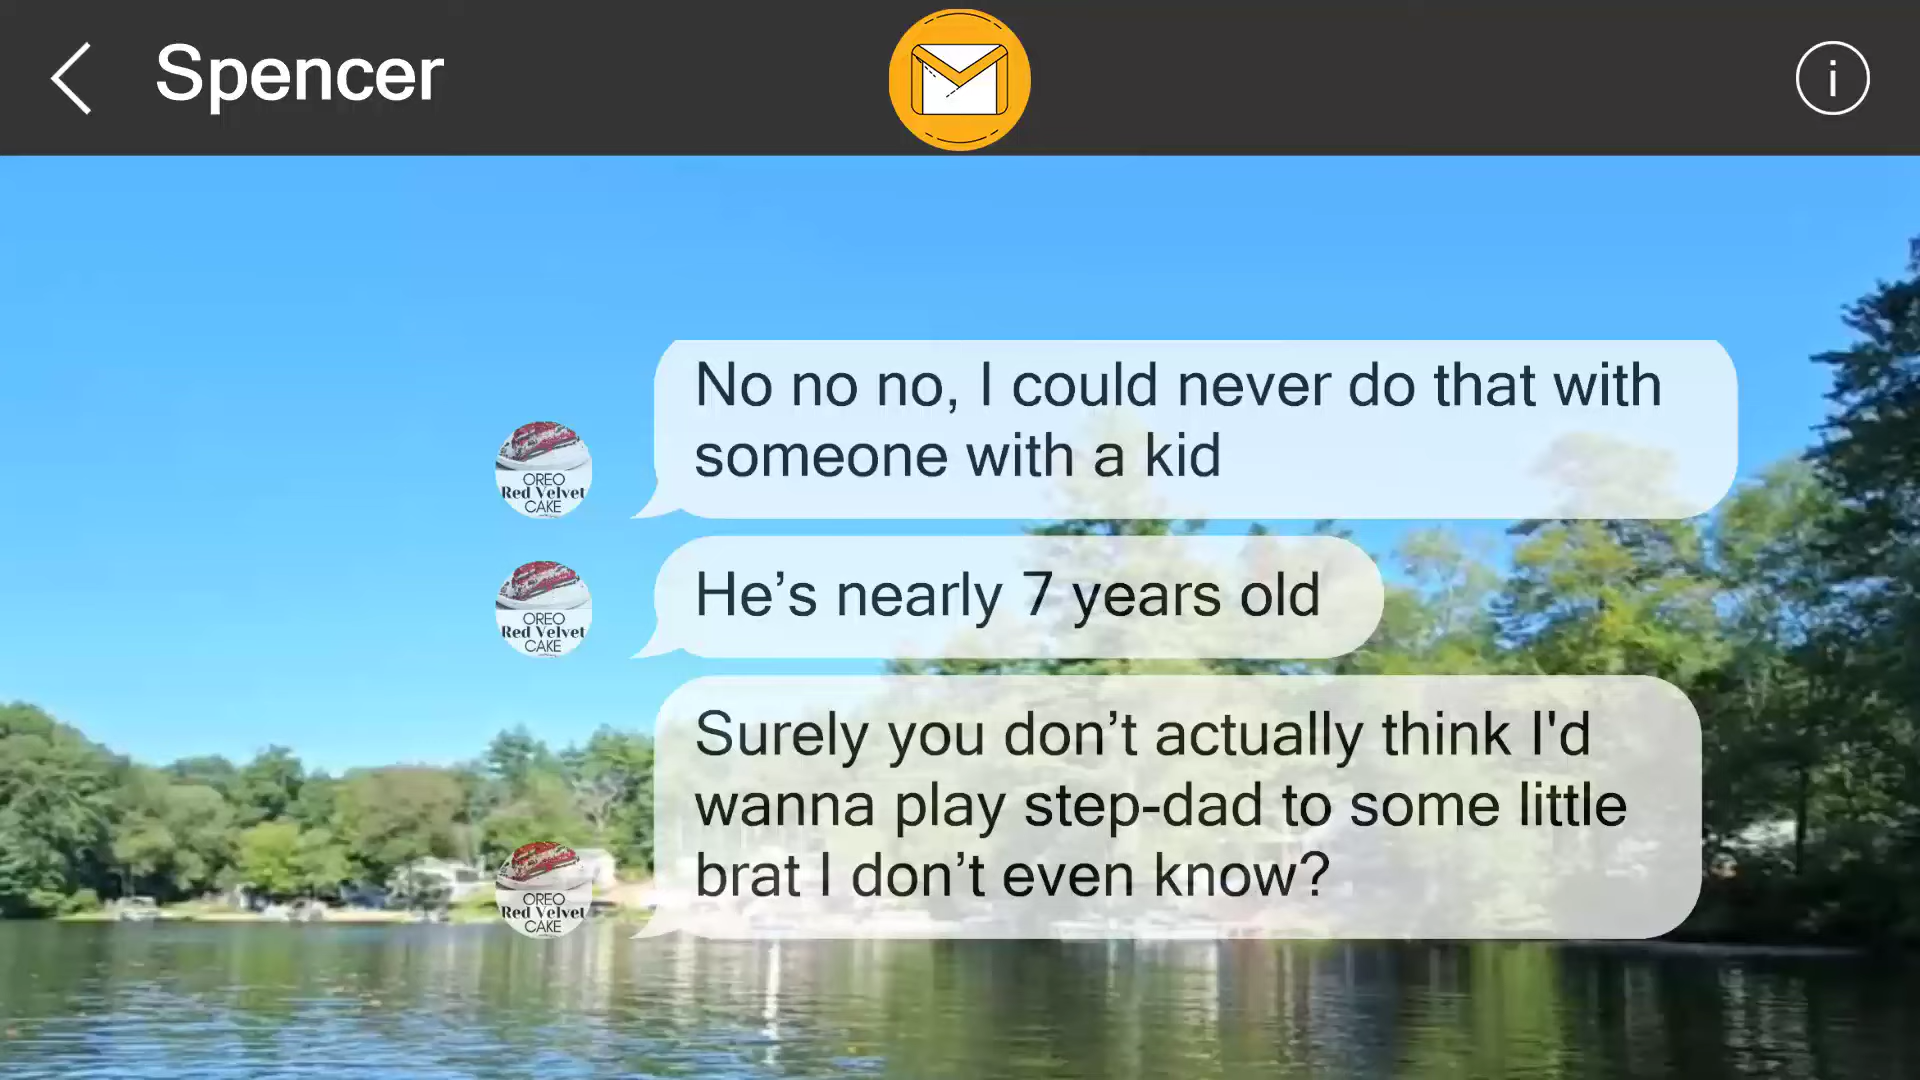 Spencer
i
No no no, I could never do that with
someone with a kid
OREO
Red Velvet
CAKE
He’s nearly 7 years old
OREO
Red Velvet
CAKE
Surely you don’t actually think I'd
wanna play step-dad to some little
brat I don’t even know?
OREO
Red Velvet
CAKE